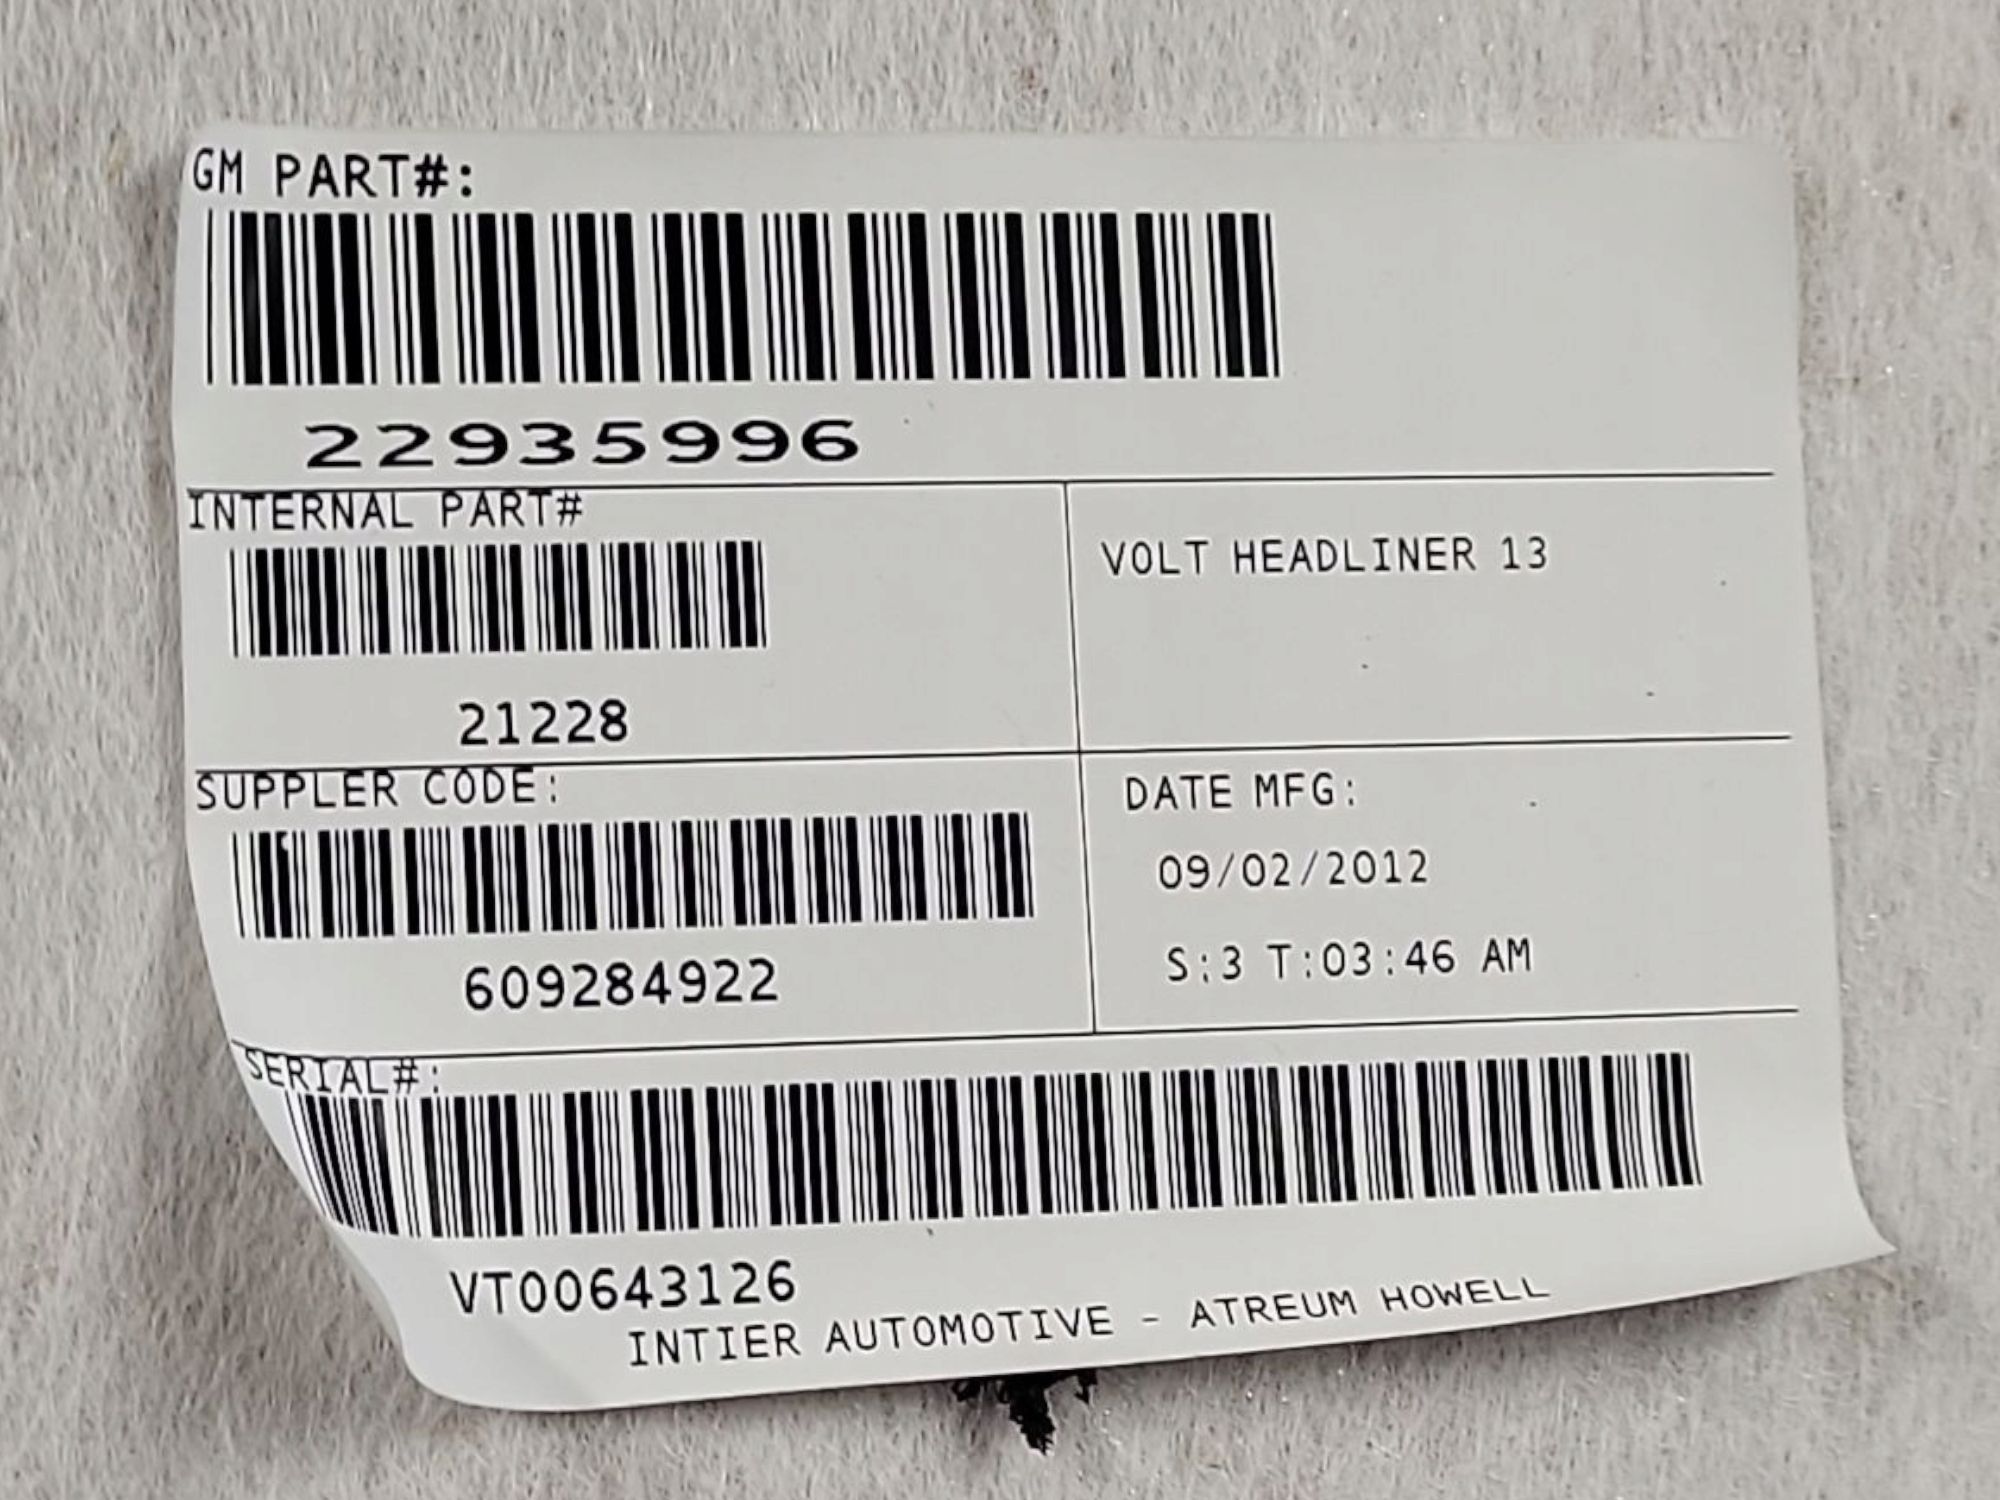 GM PART#:
22935996
INTERNAL PART#
21228
VOLT HEADLINER 13
SUPPLER CODE:
609284922
DATE MFG:
09/02/2012
S:3 T:03:46 AM
SERIAL#:
VT00643126
INTIER AUTOMOTIVE - ATREUM HOWELL